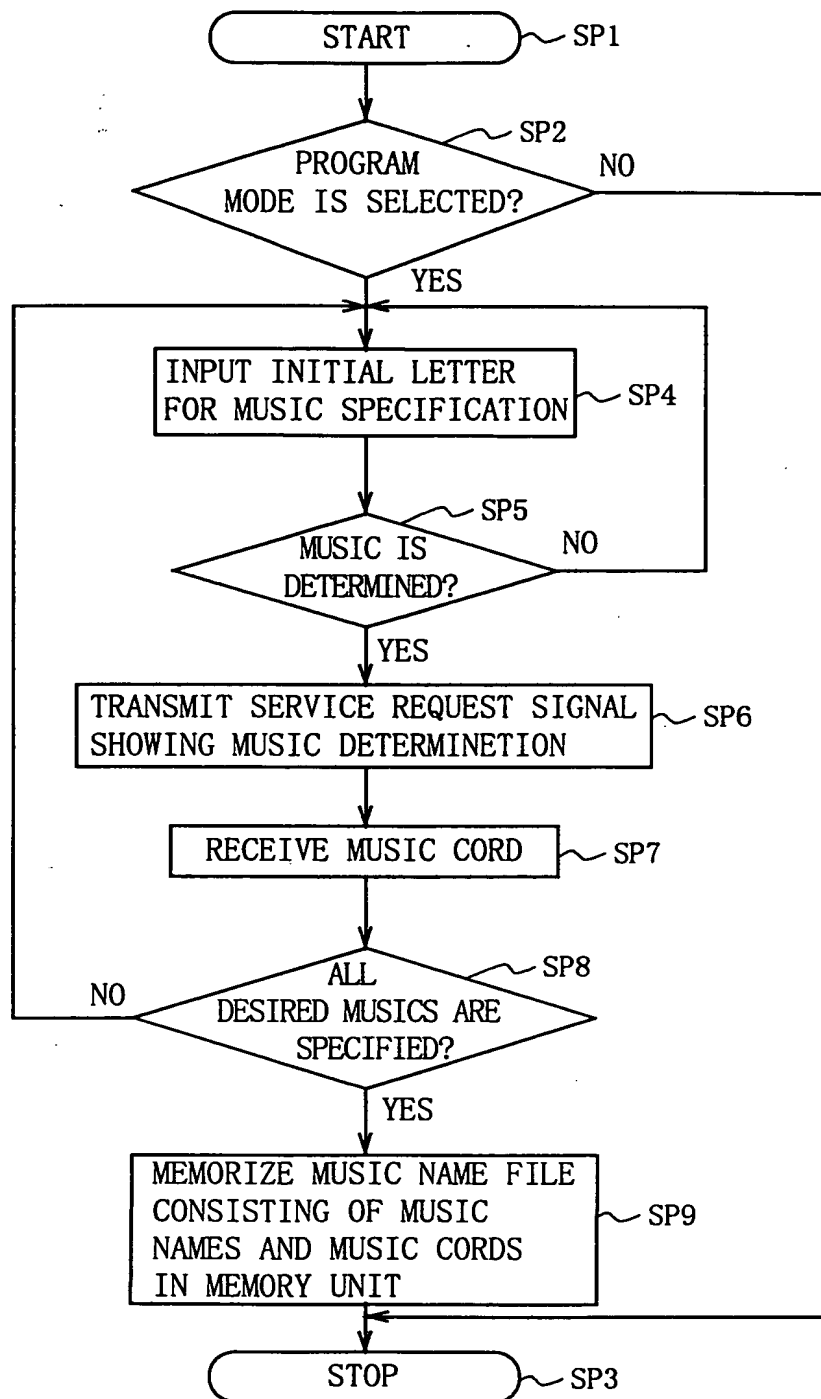 START
SP1
SP2
PROGRAM
MODE IS SELECTED?
NO
YES
INPUT INITIAL LETTER
FOR MUSIC SPECIFICATION
SP4
SP5
MUSIC IS
DETERMINED?
NO
YES
TRANSMIT SERVICE REQUEST SIGNAL
SHOWING MUSIC DETERMINETION
SP6
RECEIVE MUSIC CORD
SP7
SP8
ALL
DESIRED MUSICS ARE
SPECIFIED?
NO
YES
MEMORIZE MUSIC NAME FILE
CONSISTING OF MUSIC
NAMES AND MUSIC CORDS
IN MEMORY UNIT
SP9
STOP
SP3